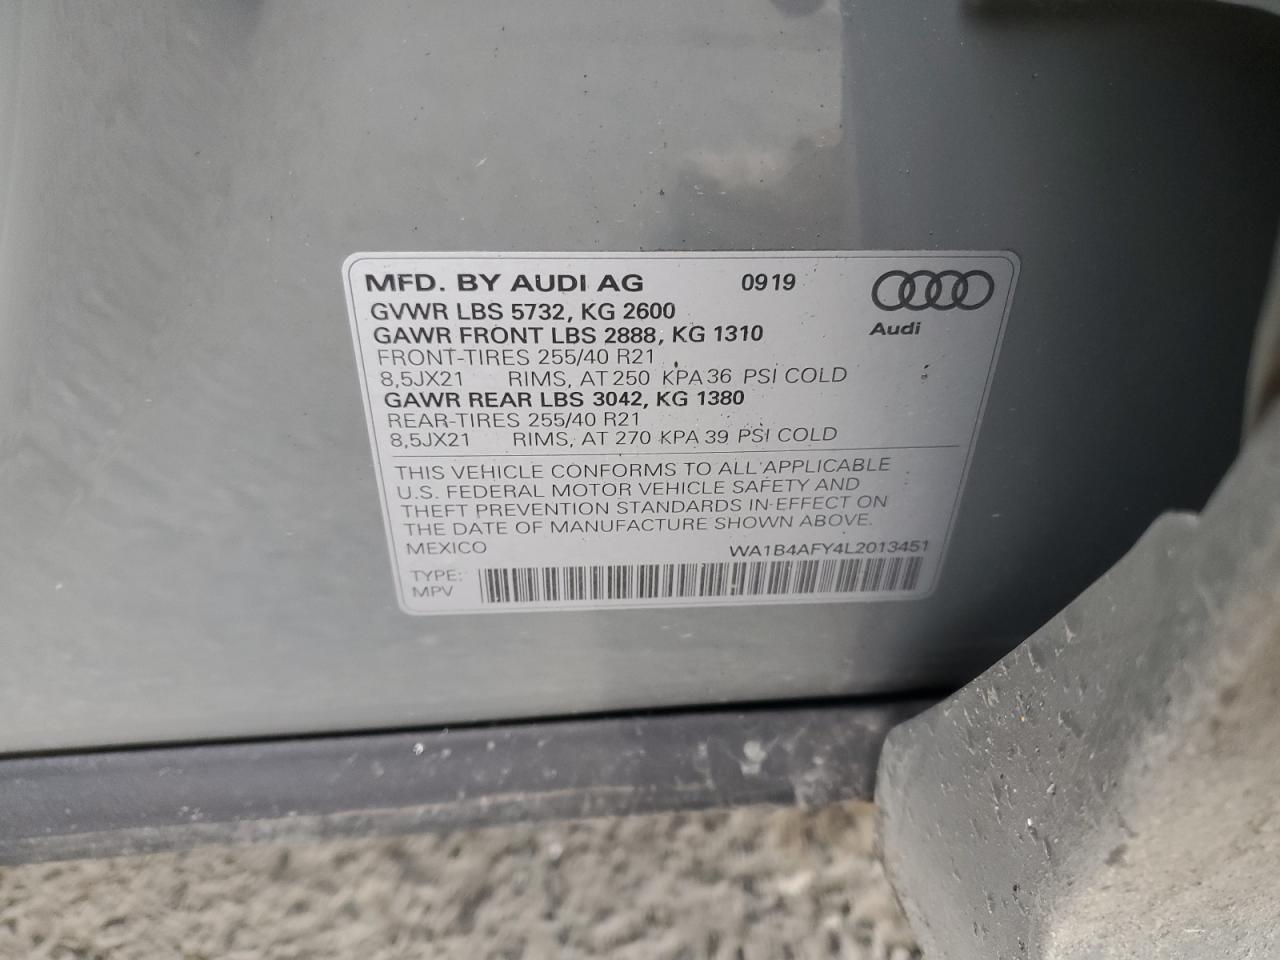 MFD. BY AUDI AG 0919
GVWR LBS 5732, KG 2600
GAWR FRONT LBS 2888, KG 1310
Audi
FRONT-TIRES 255/40 R21
8,5JX21 RIMS, AT 250 KPA 36 PSI COLD
GAWR REAR LBS 3042, KG 1380
REAR-TIRES 255/40 R21
8,5JX21 RIMS, AT 270 KPA 39 PSI COLD
THIS VEHICLE CONFORMS TO ALL APPLICABLE
U.S. FEDERAL MOTOR VEHICLE SAFETY AND
THEFT PREVENTION STANDARDS IN EFFECT ON
THE DATE OF MANUFACTURE SHOWN ABOVE.
MEXICO WA1B4AFY4L2013451
TYPE:
MPV